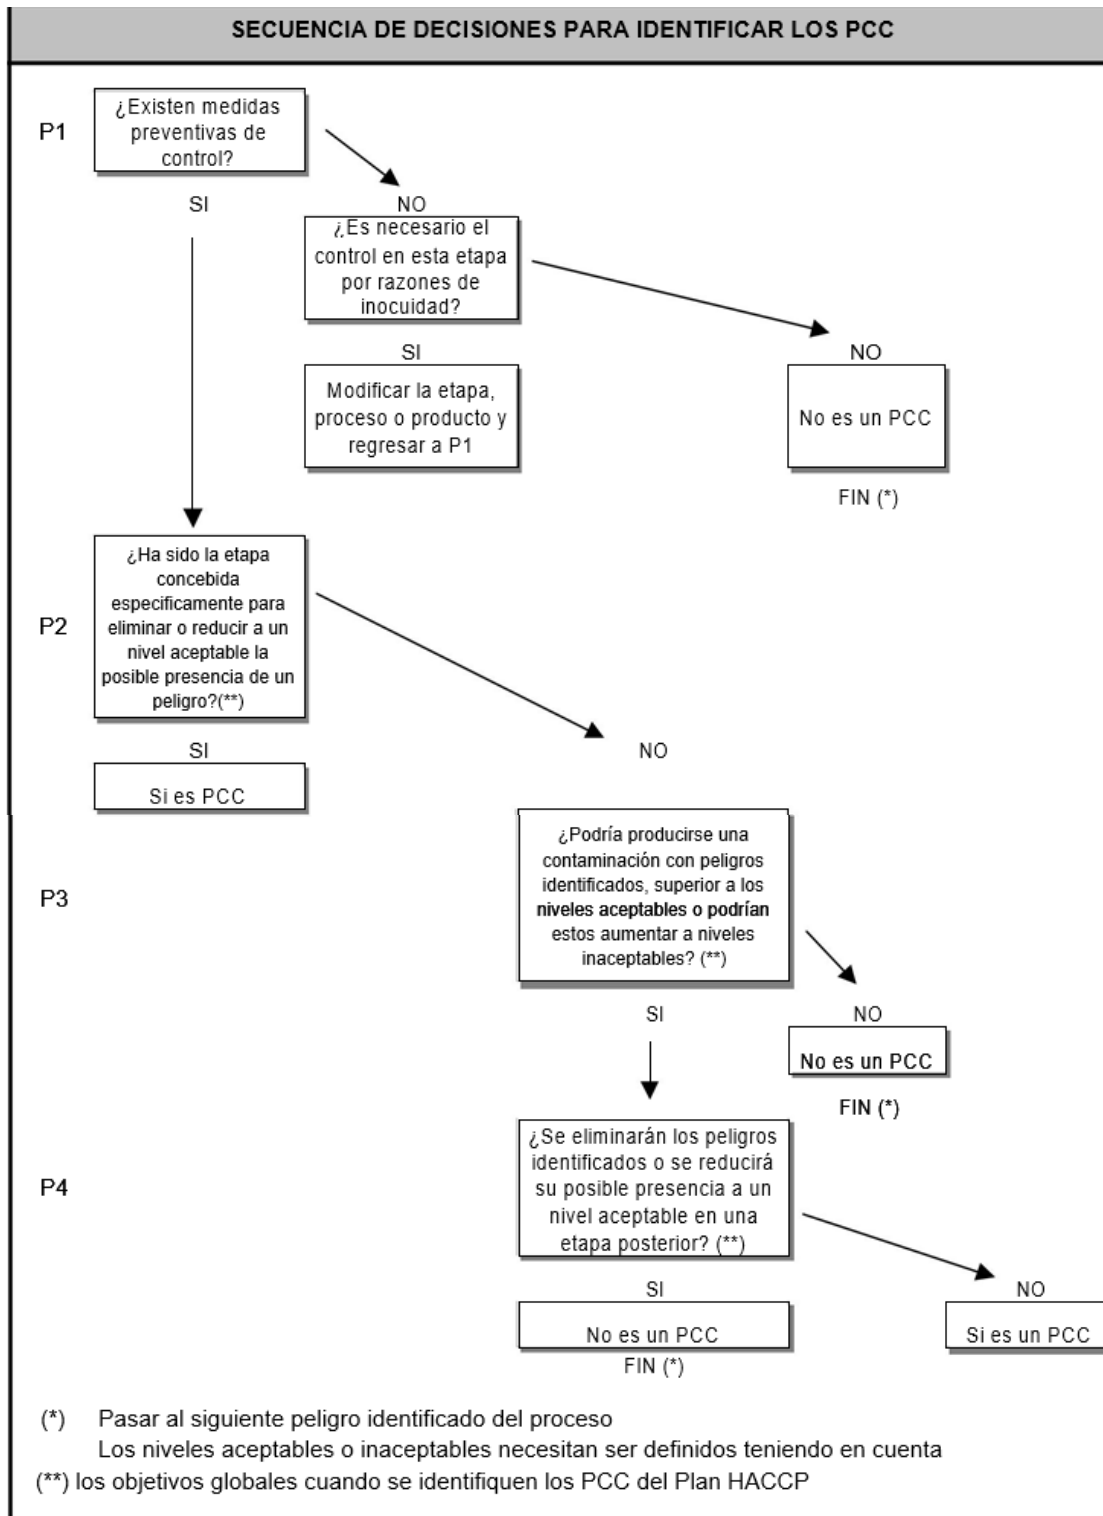 SECUENCIA DE DECISIONES PARA IDENTIFICAR LOS PCC
P1
¿Existen medidas
preventivas de
control?
SI
NO
¿Es necesario el
control en esta etapa
por razones de
inocuidad?
SI
NO
Modificar la etapa,
proceso o producto y
regresar a P1
No es un PCC
FIN (*)
P2
¿Ha sido la etapa
concebida
especificamente para
eliminar o reducir a un
nivel aceptable la
posible presencia de un
peligro?(**)
SI
NO
Si es PCC
P3
¿Podría producirse una
contaminación con peligros
identificados, superior a los
niveles aceptables o podrían
estos aumentar a niveles
inaceptables? (**)
SI
NO
No es un PCC
FIN (*)
P4
¿Se eliminarán los peligros
identificados o se reducirá
su posible presencia a un
nivel aceptable en una
etapa posterior? (**)
SI
NO
No es un PCC
Si es un PCC
FIN (*)
(*) Pasar al siguiente peligro identificado del proceso
Los niveles aceptables o inaceptables necesitan ser definidos teniendo en cuenta
(**) los objetivos globales cuando se identifiquen los PCC del Plan HACCP